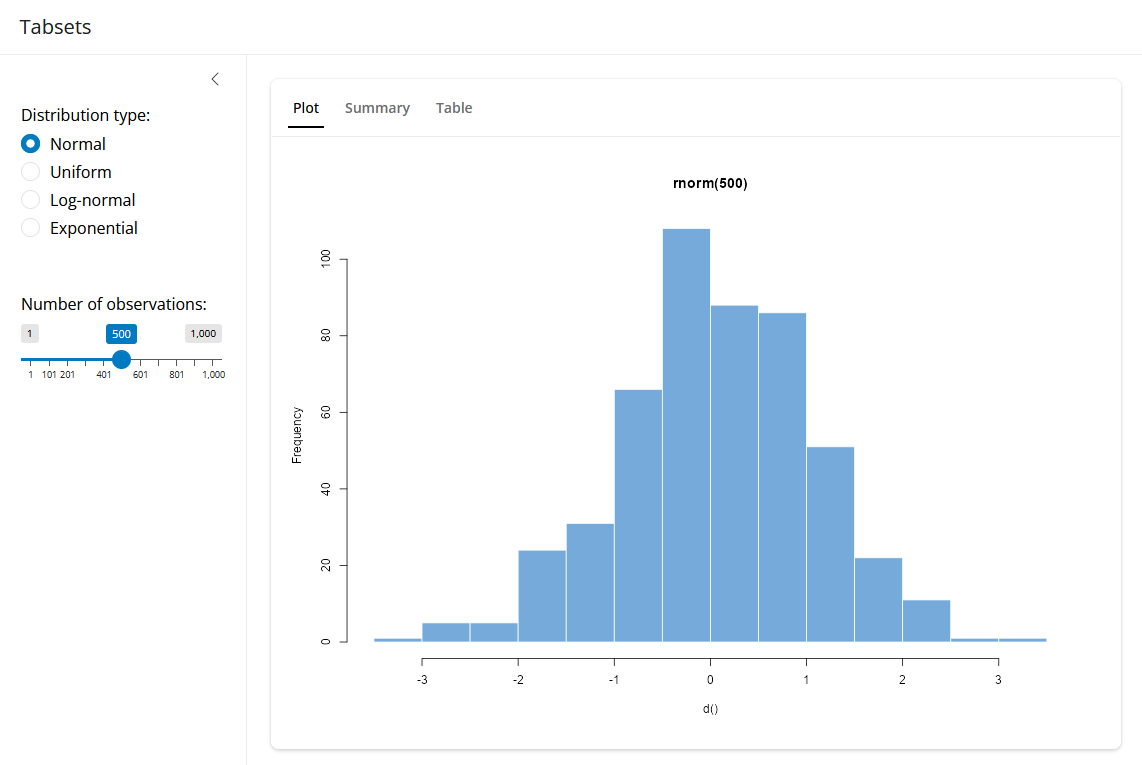 Tabsets
Distribution type:
Normal
Uniform
Log-normal
Exponential
Number of observations:
1 500 1,000
1 101 201 401 601 801 1,000
Plot Summary Table
rnorm(500)
Frequency
100
80
60
40
20
0
-3 -2 -1 0 1 2 3
d()